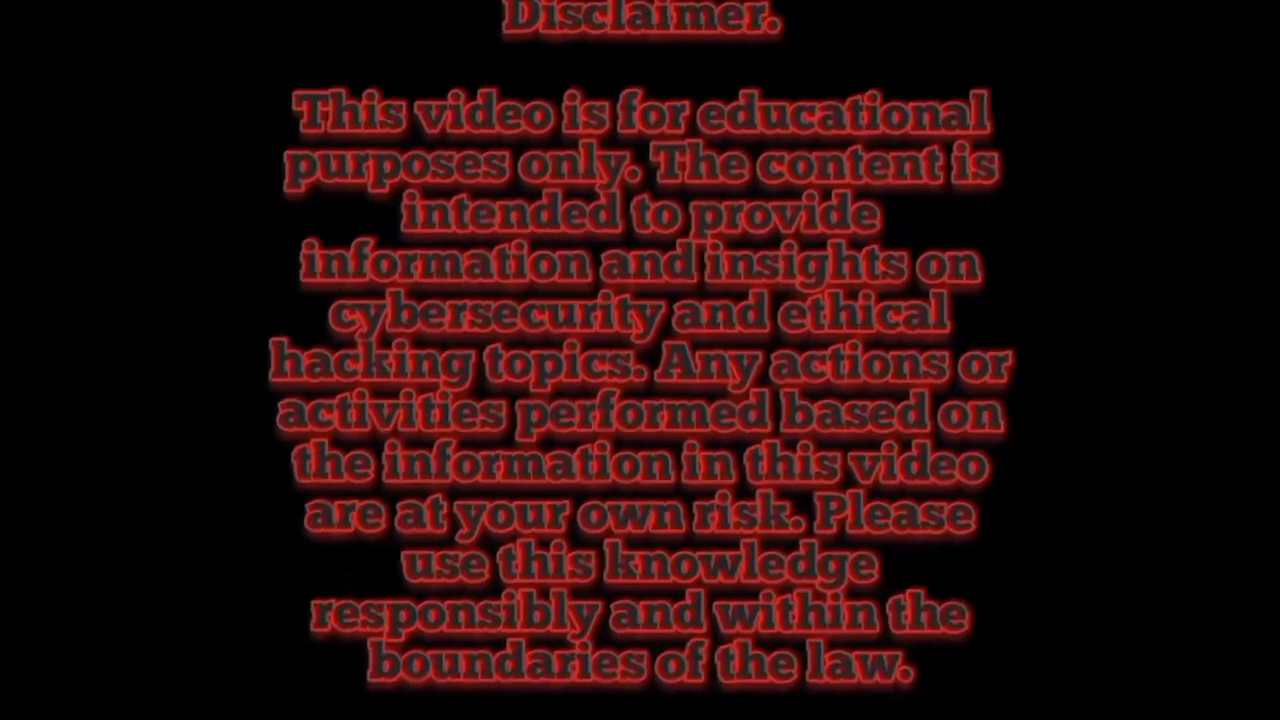 Disclaimer.
This video is for educational
purposes only. The content is
intended to provide
information and insights on
cybersecurity and ethical
hacking topics. Any actions or
activities performed based on
the information in this video
are at your own risk. Please
use this knowledge
responsibly and within the
boundaries of the law.